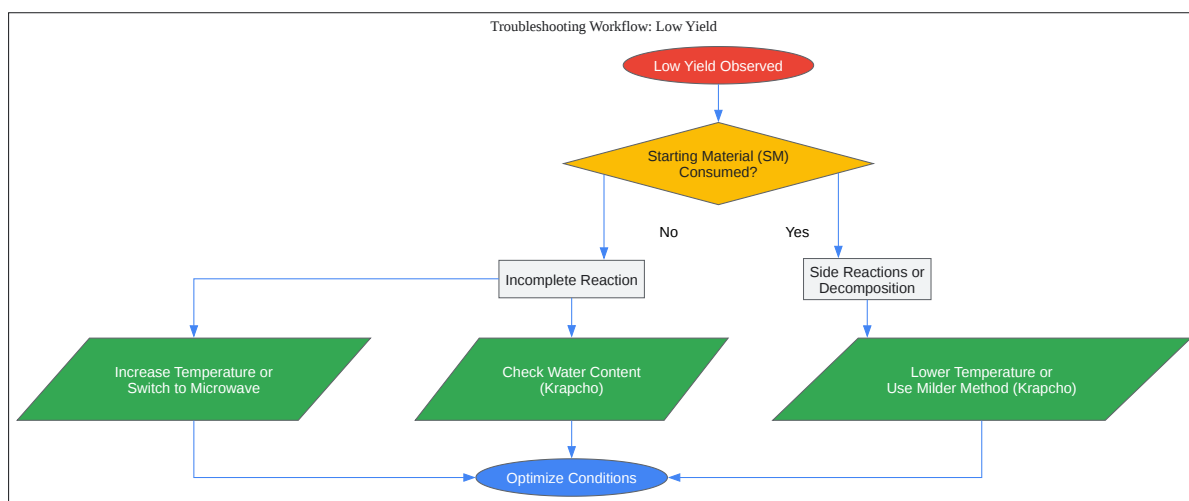 Troubleshooting Workflow: Low Yield
Low Yield Observed
Starting Material (SM)
Consumed?
No
Yes
Incomplete Reaction
Side Reactions or
Decomposition
Increase Temperature or
Switch to Microwave
Check Water Content
(Krapcho)
Lower Temperature or
Use Milder Method (Krapcho)
Optimize Conditions